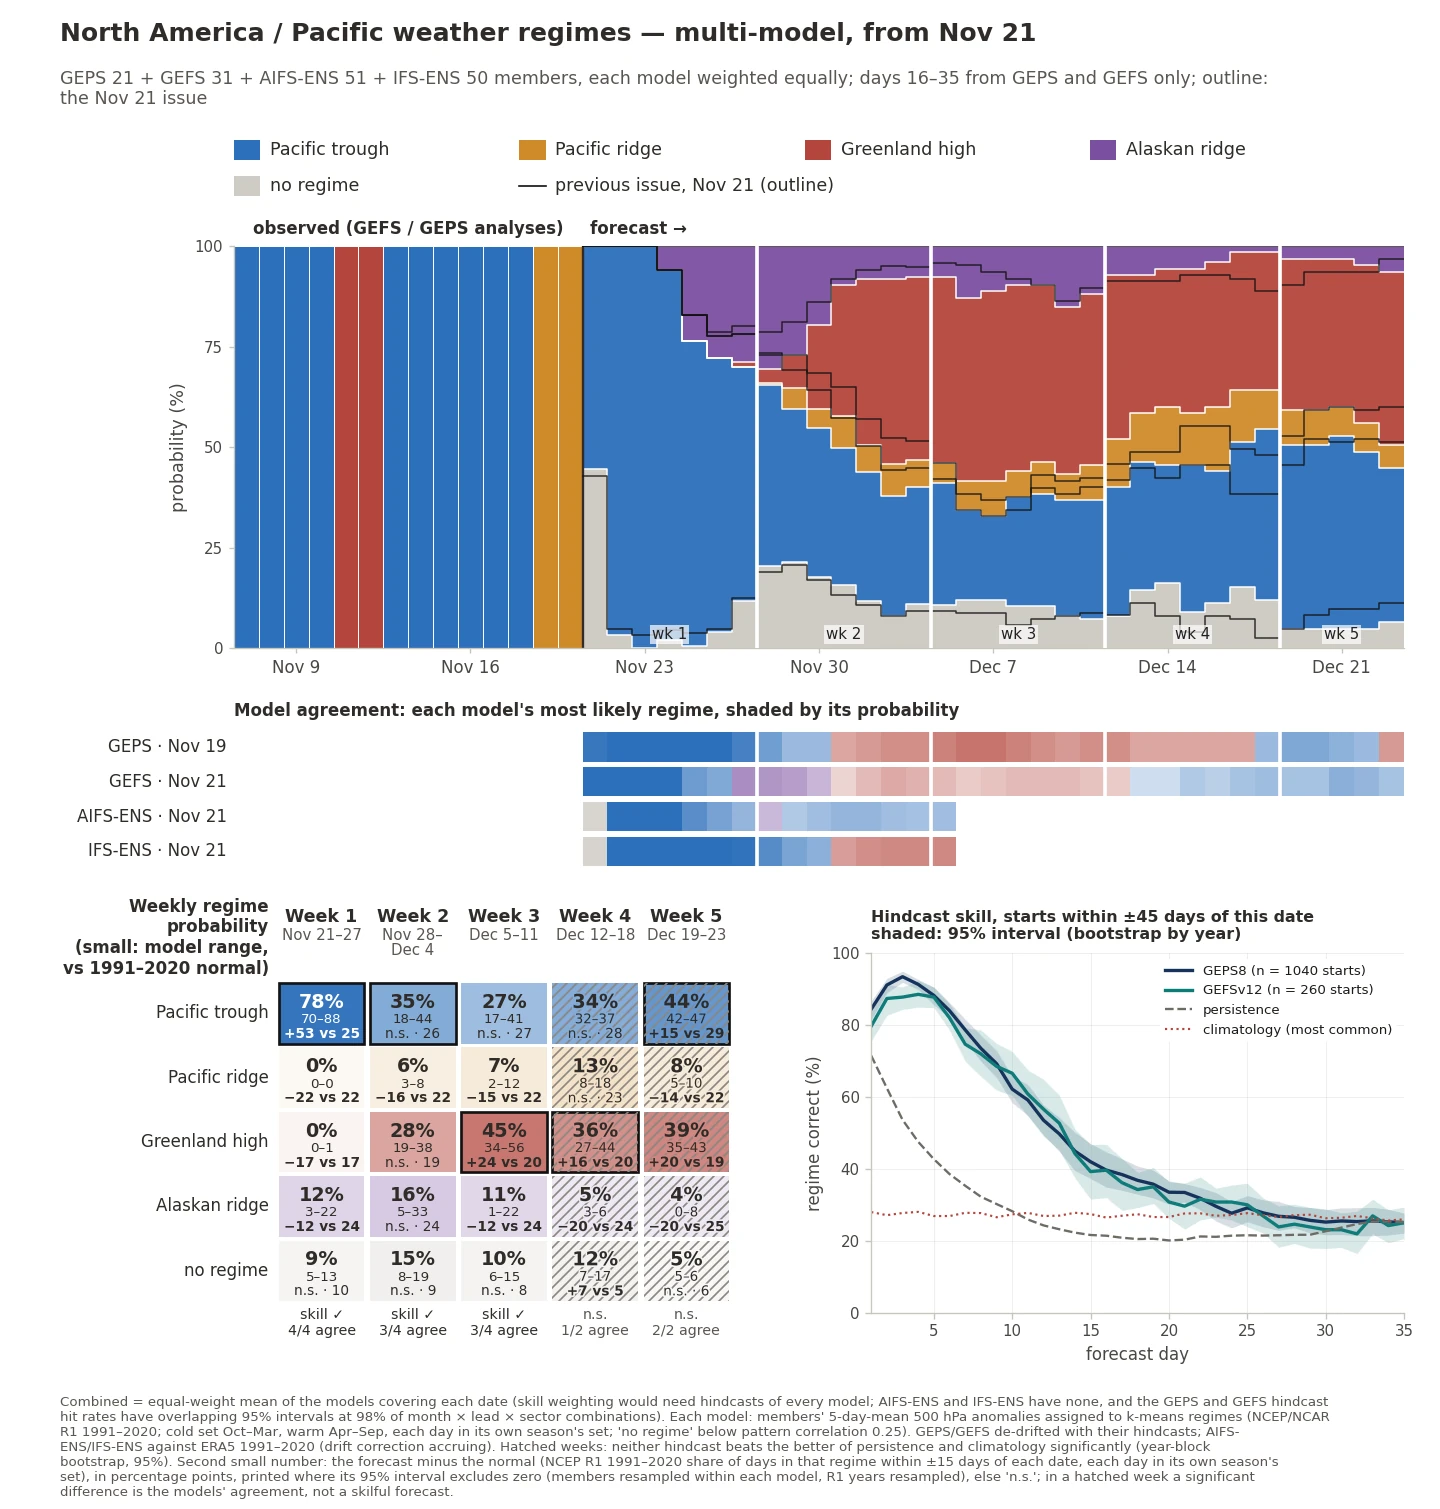 North America / Pacific weather regimes — multi-model, from Nov 21
GEPS 21 + GEFS 31 + AIFS-ENS 51 + IFS-ENS 50 members, each model weighted equally; days 16–35 from GEPS and GEFS only; outline:
the Nov 21 issue
Pacific trough
Pacific ridge
Greenland high
Alaskan ridge
no regime
previous issue, Nov 21 (outline)
observed (GEFS / GEPS analyses)
forecast →
100
75
50
25
0
probability (%)
wk 1
wk 2
wk 3
wk 4
wk 5
Nov 9
Nov 16
Nov 23
Nov 30
Dec 7
Dec 14
Dec 21
Model agreement: each model's most likely regime, shaded by its probability
GEPS · Nov 19
GEFS · Nov 21
AIFS-ENS · Nov 21
IFS-ENS · Nov 21
Weekly regime
probability
(small: model range,
vs 1991–2020 normal)
Week 1
Nov 21–27
Week 2
Nov 28–
Dec 4
Week 3
Dec 5–11
Week 4
Dec 12–18
Week 5
Dec 19–23
Pacific trough
78%
70–88
+53 vs 25
35%
18–44
n.s. · 26
27%
17–41
n.s. · 27
34%
32–37
n.s. · 28
44%
42–47
+15 vs 29
Pacific ridge
0%
0–0
−22 vs 22
6%
3–8
−16 vs 22
7%
2–12
−15 vs 22
13%
8–18
n.s. · 23
8%
5–10
−14 vs 22
Greenland high
0%
0–1
−17 vs 17
28%
19–38
n.s. · 19
45%
34–56
+24 vs 20
36%
27–44
+16 vs 20
39%
35–43
+20 vs 19
Alaskan ridge
12%
3–22
−12 vs 24
16%
5–33
n.s. · 24
11%
1–22
−12 vs 24
5%
3–6
−20 vs 24
4%
0–8
−20 vs 25
no regime
9%
5–13
n.s. · 10
15%
8–19
n.s. · 9
10%
6–15
n.s. · 8
12%
7–17
+7 vs 5
5%
5–6
n.s. · 6
skill ✓
4/4 agree
skill ✓
3/4 agree
skill ✓
3/4 agree
n.s.
1/2 agree
n.s.
2/2 agree
Hindcast skill, starts within ±45 days of this date
shaded: 95% interval (bootstrap by year)
GEPS8 (n = 1040 starts)
GEFSv12 (n = 260 starts)
persistence
climatology (most common)
100
80
60
40
20
0
regime correct (%)
5
10
15
20
25
30
35
forecast day
Combined = equal-weight mean of the models covering each date (skill weighting would need hindcasts of every model; AIFS-ENS and IFS-ENS have none, and the GEPS and GEFS hindcast
hit rates have overlapping 95% intervals at 98% of month × lead × sector combinations). Each model: members' 5-day-mean 500 hPa anomalies assigned to k-means regimes (NCEP/NCAR
R1 1991–2020; cold set Oct–Mar, warm Apr–Sep, each day in its own season's set; 'no regime' below pattern correlation 0.25). GEPS/GEFS de-drifted with their hindcasts; AIFS-
ENS/IFS-ENS against ERA5 1991–2020 (drift correction accruing). Hatched weeks: neither hindcast beats the better of persistence and climatology significantly (year-block
bootstrap, 95%). Second small number: the forecast minus the normal (NCEP R1 1991–2020 share of days in that regime within ±15 days of each date, each day in its own season's
set), in percentage points, printed where its 95% interval excludes zero (members resampled within each model, R1 years resampled), else 'n.s.'; in a hatched week a significant
difference is the models' agreement, not a skilful forecast.